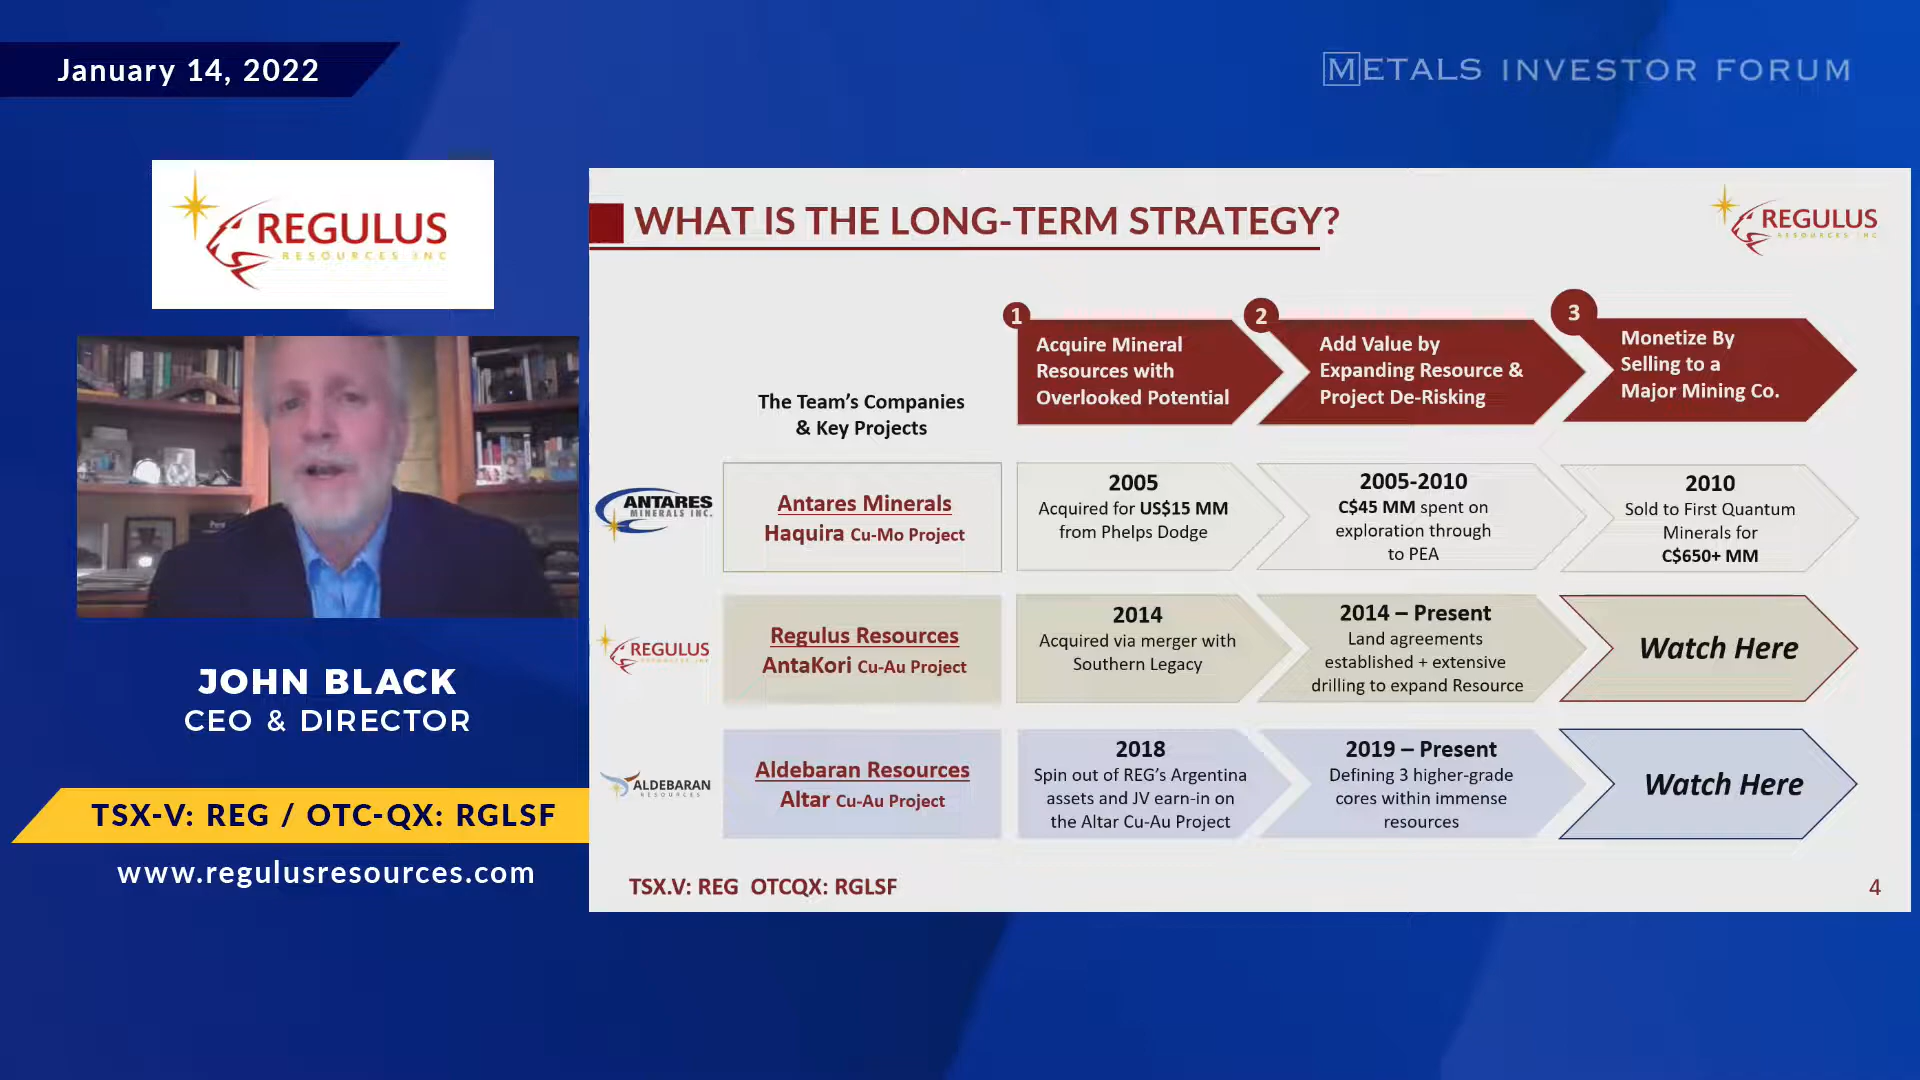 January 14, 2022
METALS INVESTOR FORUM
REGULUS
RESOURCES INC
JOHN BLACK
CEO & DIRECTOR
TSX-V: REG / OTC-QX: RGLSF
www.regulusresources.com
WHAT IS THE LONG-TERM STRATEGY?
REGULUS
RESOURCES INC
The Team's Companies
& Key Projects
1
Acquire Mineral
Resources with
Overlooked Potential
2
Add Value by
Expanding Resource &
Project De-Risking
3
Monetize By
Selling to a
Major Mining Co.
ANTARES
MINERALS INC.
Antares Minerals
Haquira Cu-Mo Project
2005
Acquired for US$15 MM
from Phelps Dodge
2005-2010
C$45 MM spent on
exploration through
to PEA
2010
Sold to First Quantum
Minerals for
C$650+ MM
REGULUS
RESOURCES INC
Regulus Resources
AntaKori Cu-Au Project
2014
Acquired via merger with
Southern Legacy
2014 – Present
Land agreements
established + extensive
drilling to expand Resource
Watch Here
ALDEBARAN
RESOURCES
Aldebaran Resources
Altar Cu-Au Project
2018
Spin out of REG's Argentina
assets and JV earn-in on
the Altar Cu-Au Project
2019 – Present
Defining 3 higher-grade
cores within immense
resources
Watch Here
TSX.V: REG OTCQX: RGLSF
4